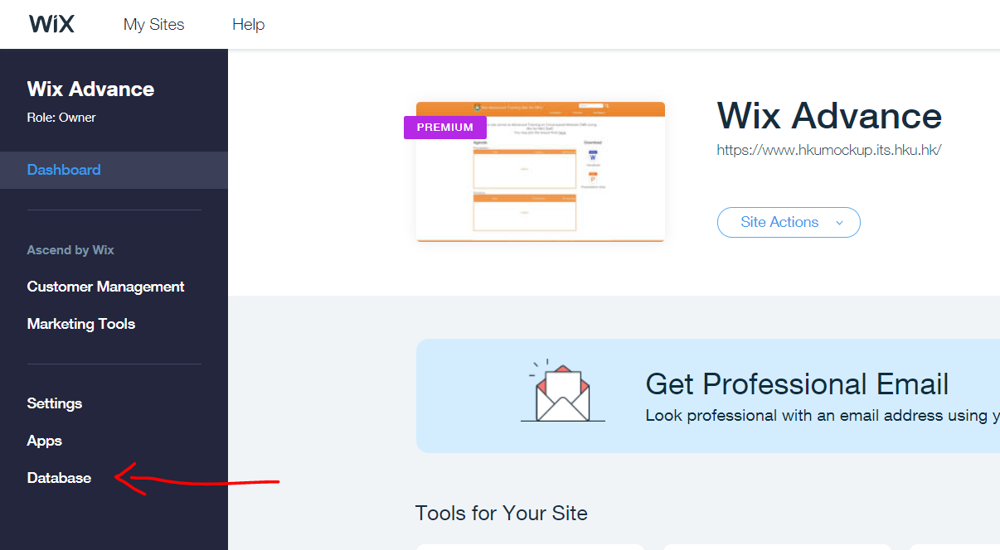 WiX
My Sites
Help
Wix Advance
Role: Owner
Dashboard
Ascend by Wix
Customer Management
Marketing Tools
Settings
Apps
Database
PREMIUM
Agenda
Download
Wix Advance
https://www.hkumockup.its.hku.hk/
Site Actions
Get Professional Email
Look professional with an email address using y
Tools for Your Site